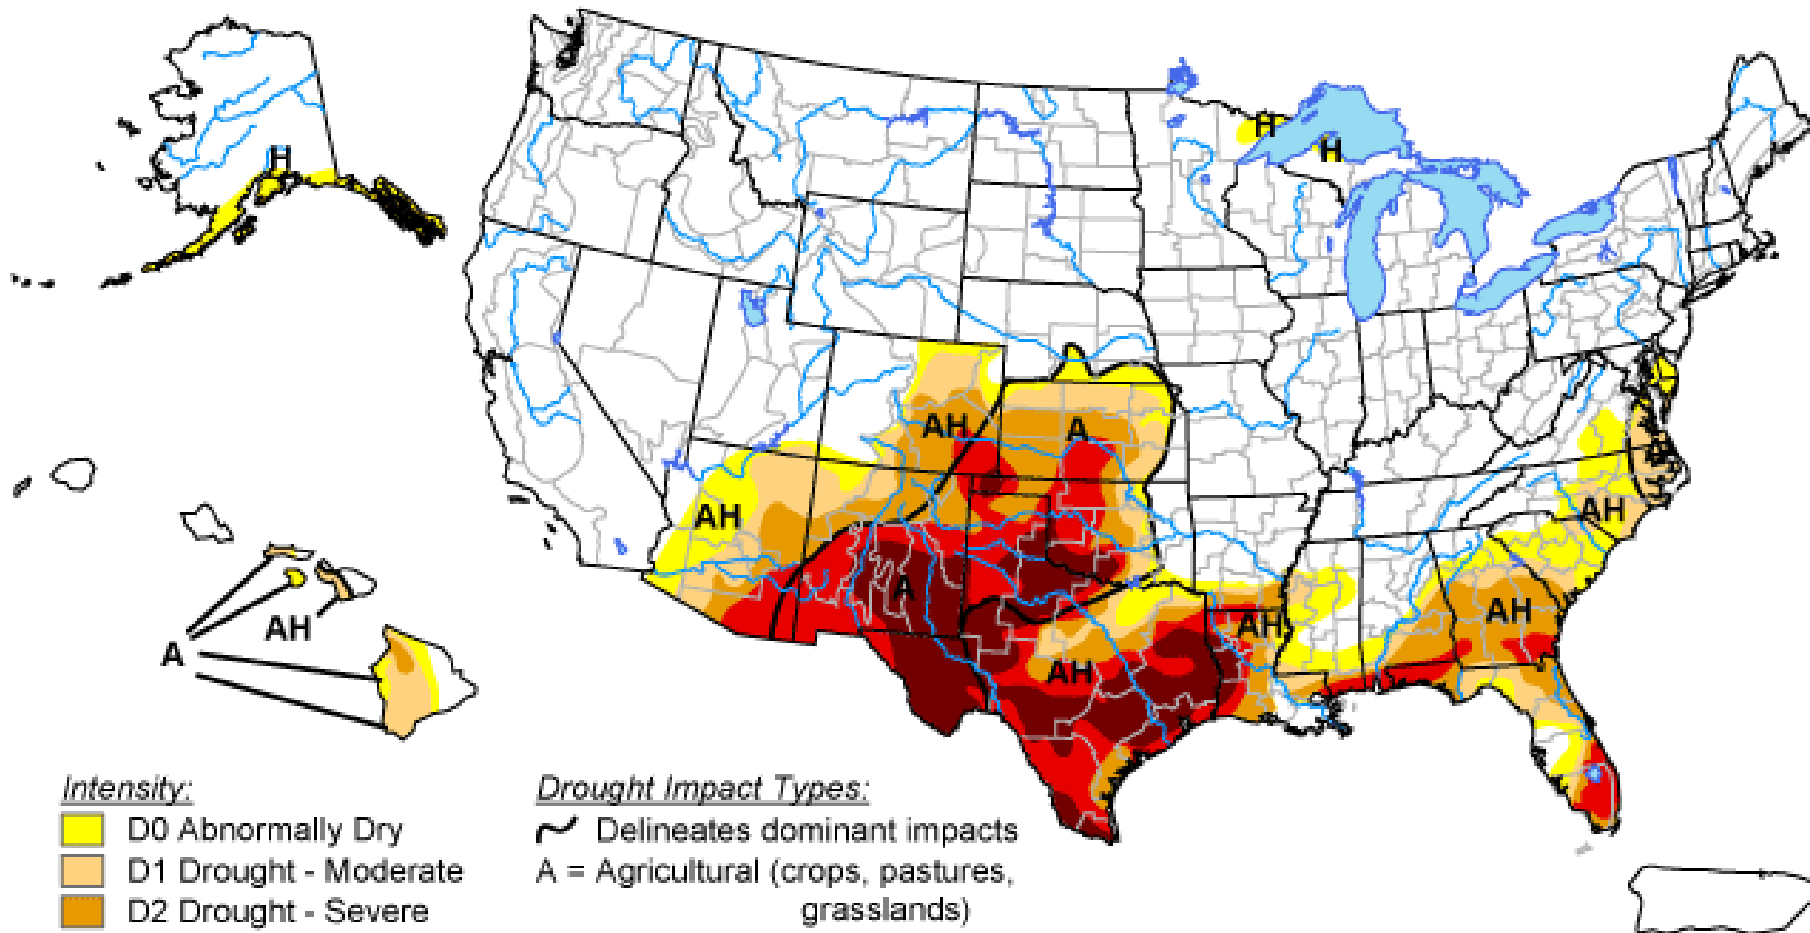 H
H
H
AH
A
AH
AH
A
AH
AH
AH
AH
A
AH
Intensity:
D0 Abnormally Dry
D1 Drought - Moderate
D2 Drought - Severe
Drought Impact Types:
Delineates dominant impacts
A = Agricultural (crops, pastures,
grasslands)